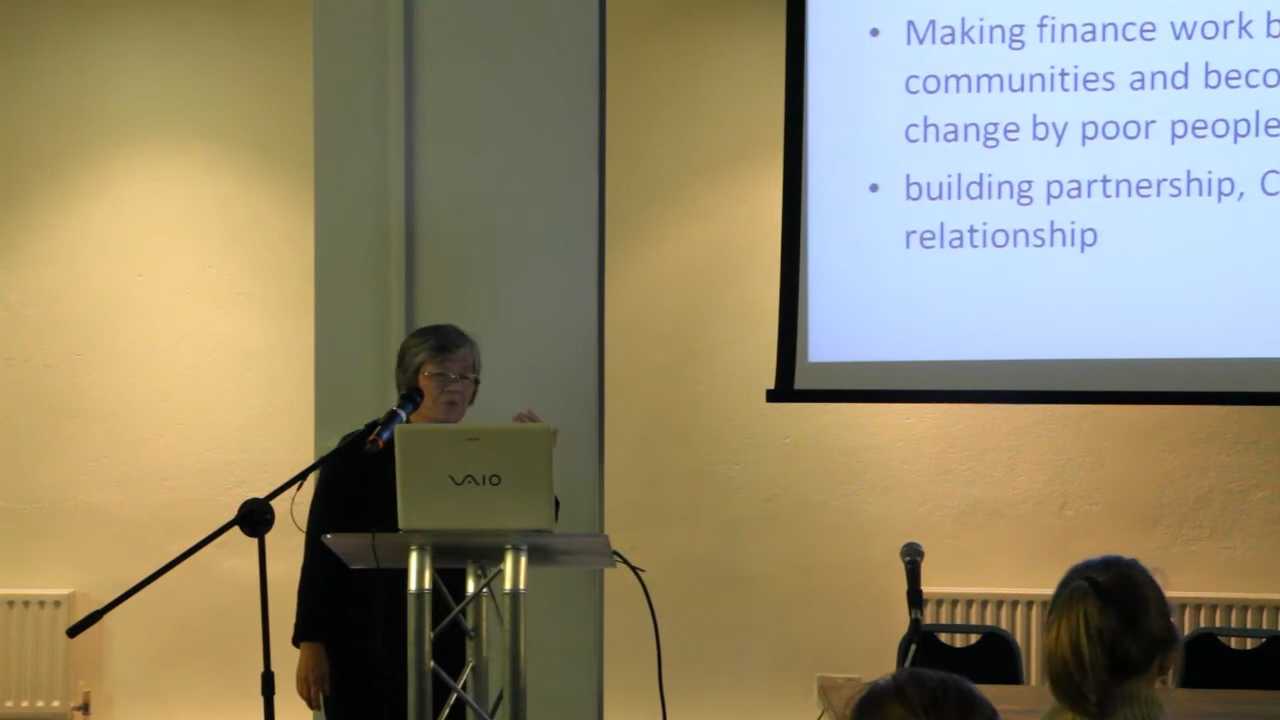 • Making finance work b
communities and beco
change by poor people
• building partnership, C
relationship
VAIO